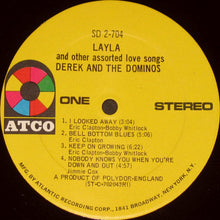 SD 2-704
LAYLA
and other assorted love songs
DEREK AND THE DOMINOS
ONE
STEREO
ATCO
1. I LOOKED AWAY (3:04)
Eric Clapton-Bobby Whitlock
2. BELL BOTTOM BLUES (5:01)
Eric Clapton
3. KEEP ON GROWING (6:22)
Eric Clapton-Bobby Whitlock
4. NOBODY KNOWS YOU WHEN YOU'RE
DOWN AND OUT (4:57)
Jimmie Cox
A PRODUCT OF POLYDOR-ENGLAND
(ST-C-702043R)
MFG. BY ATLANTIC RECORDING CORP., 1841 BROADWAY, NEW YORK, N.Y.